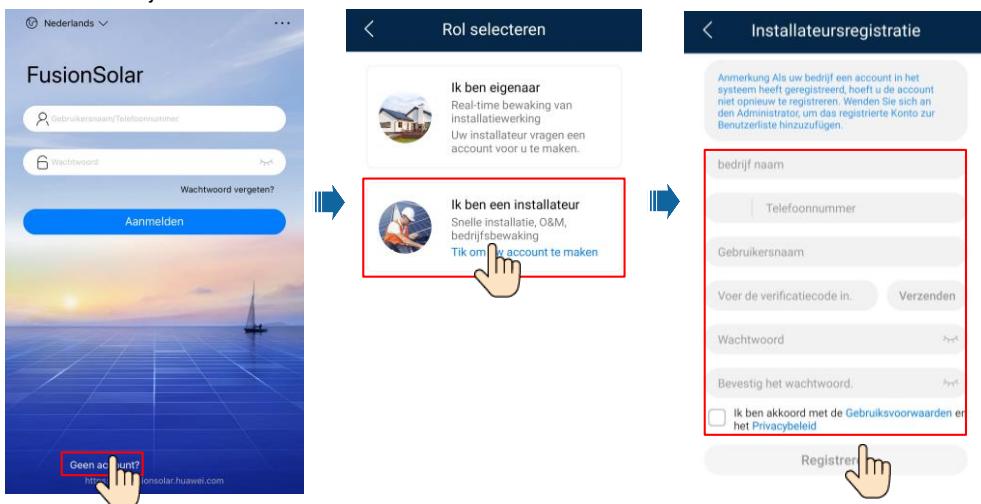 Nederlands
FusionSolar
Gebruikersnaam/Telefoonnummer
Wachtwoord
Wachtwoord vergeten?
Aanmelden
Geen account?
Rol selecteren
Ik ben eigenaar
Real-time bewaking van
installatiewerking
Uw installateur vragen een
account voor u te maken.
Ik ben een installateur
Snelle installatie, O&M,
bedrijfsbewaking
Tik om uw account te maken
Installateursregistratie
Anmerkung Als uw bedrijf een account in het
systeem heeft geregistreerd, hoeft u de account
niet opnieuw te registreren. Wenden Sie sich an
den Administrator, um das registrierte Konto zur
Benutzerliste hinzuzufügen.
bedrijf naam
Telefoonnummer
Gebruikersnaam
Voer de verificatiecode in.
Verzenden
Wachtwoord
Bevestig het wachtwoord.
Ik ben akkoord met de Gebruiksvoorwaarden en
het Privacybeleid
Registreren